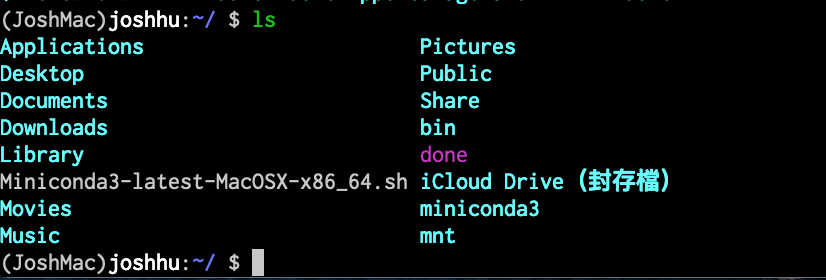 (JoshMac)joshhu:~/ $ ls
Applications Pictures
Desktop Public
Documents Share
Downloads bin
Library done
Miniconda3-latest-MacOSX-x86_64.sh iCloud Drive（封存檔）
Movies miniconda3
Music mnt
(JoshMac)joshhu:~/ $